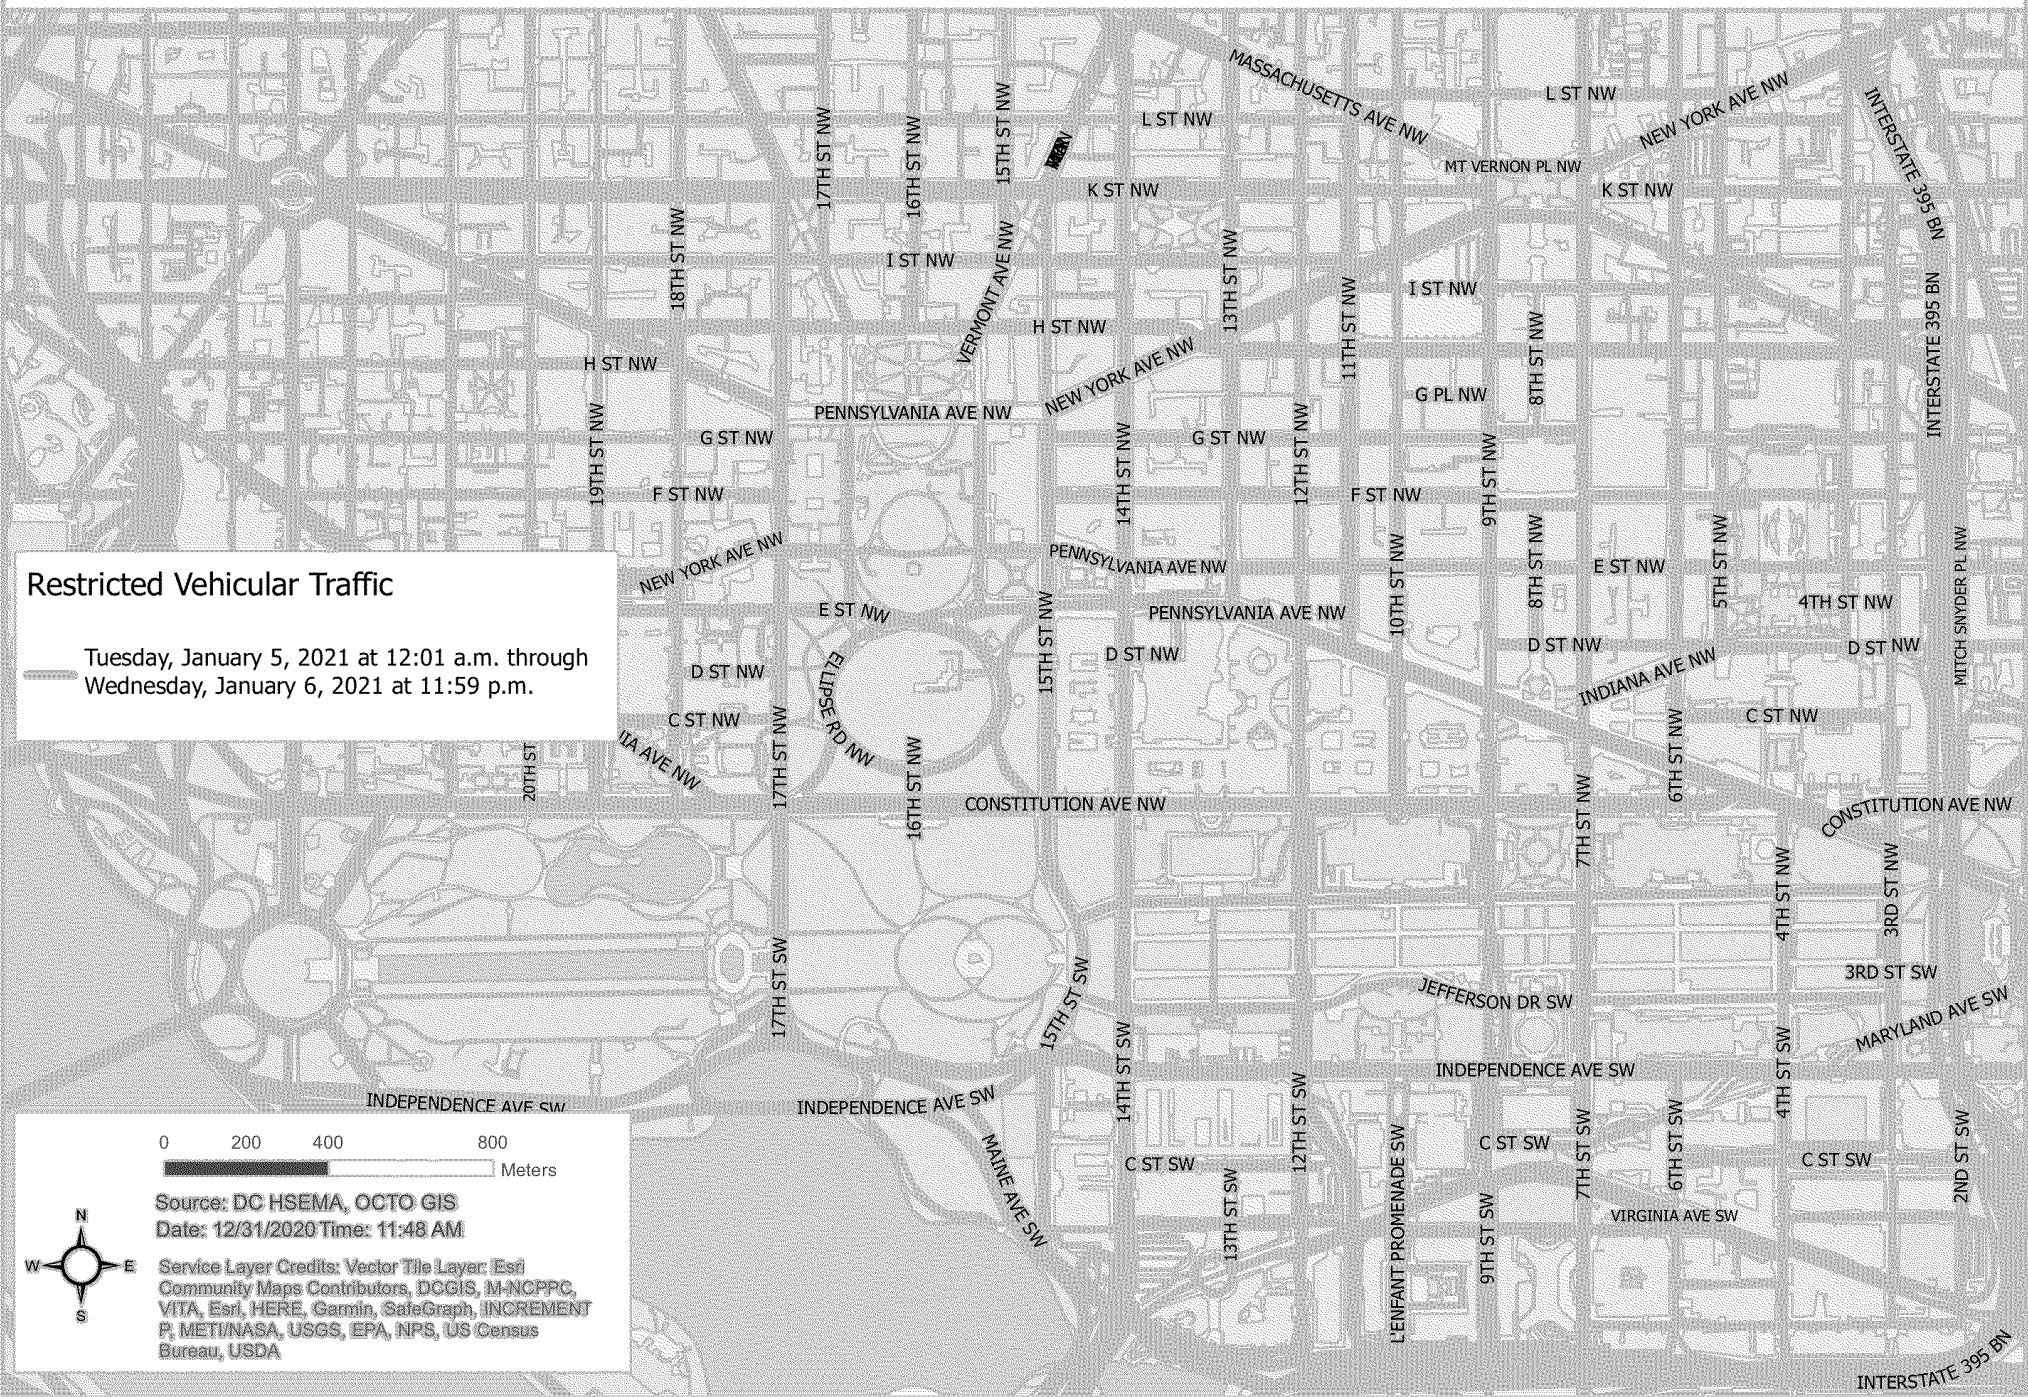 MASSACHUSETTS AVE NW
L ST NW
NEW YORK AVE NW
INTERSTATE 395 BN
17TH ST NW
16TH ST NW
15TH ST NW
L ST NW
MT VERNON PL NW
K ST NW
K ST NW
18TH ST NW
I ST NW
VERMONT AVE NW
13TH ST NW
11TH ST NW
I ST NW
8TH ST NW
INTERSTATE 395 BN
H ST NW
H ST NW
NEW YORK AVE NW
G PL NW
PENNSYLVANIA AVE NW
19TH ST NW
G ST NW
14TH ST NW
G ST NW
12TH ST NW
9TH ST NW
F ST NW
F ST NW
NEW YORK AVE NW
PENNSYLVANIA AVE NW
8TH ST NW
E ST NW
5TH ST NW
MITCH SNYDER PL NW
10TH ST NW
Restricted Vehicular Traffic
Tuesday, January 5, 2021 at 12:01 a.m. through
Wednesday, January 6, 2021 at 11:59 p.m.
E ST NW
15TH ST NW
PENNSYLVANIA AVE NW
4TH ST NW
D ST NW
D ST NW
D ST NW
D ST NW
ELLIPSE RD NW
INDIANA AVE NW
C ST NW
C ST NW
IA AVE NW
20TH ST
17TH ST NW
16TH ST NW
6TH ST NW
CONSTITUTION AVE NW
7TH ST NW
CONSTITUTION AVE NW
4TH ST NW
3RD ST NW
17TH ST SW
15TH ST SW
3RD ST SW
JEFFERSON DR SW
MARYLAND AVE SW
14TH ST SW
4TH ST SW
INDEPENDENCE AVE SW
INDEPENDENCE AVE SW
INDEPENDENCE AVE SW
12TH ST SW
MAINE AVE SW
L'ENFANT PROMENADE SW
C ST SW
7TH ST SW
6TH ST SW
2ND ST SW
C ST SW
C ST SW
13TH ST SW
9TH ST SW
VIRGINIA AVE SW
INTERSTATE 395 BN
0 200 400 800
Meters
Source: DC HSEMA, OCTO GIS
Date: 12/31/2020 Time: 11:48 AM
N
W E
S
Service Layer Credits: Vector Tile Layer: Esri
Community Maps Contributors, DCGIS, M-NCPPC,
VITA, Esri, HERE, Garmin, SafeGraph, INCREMENT
P, METI/NASA, USGS, EPA, NPS, US Census
Bureau, USDA